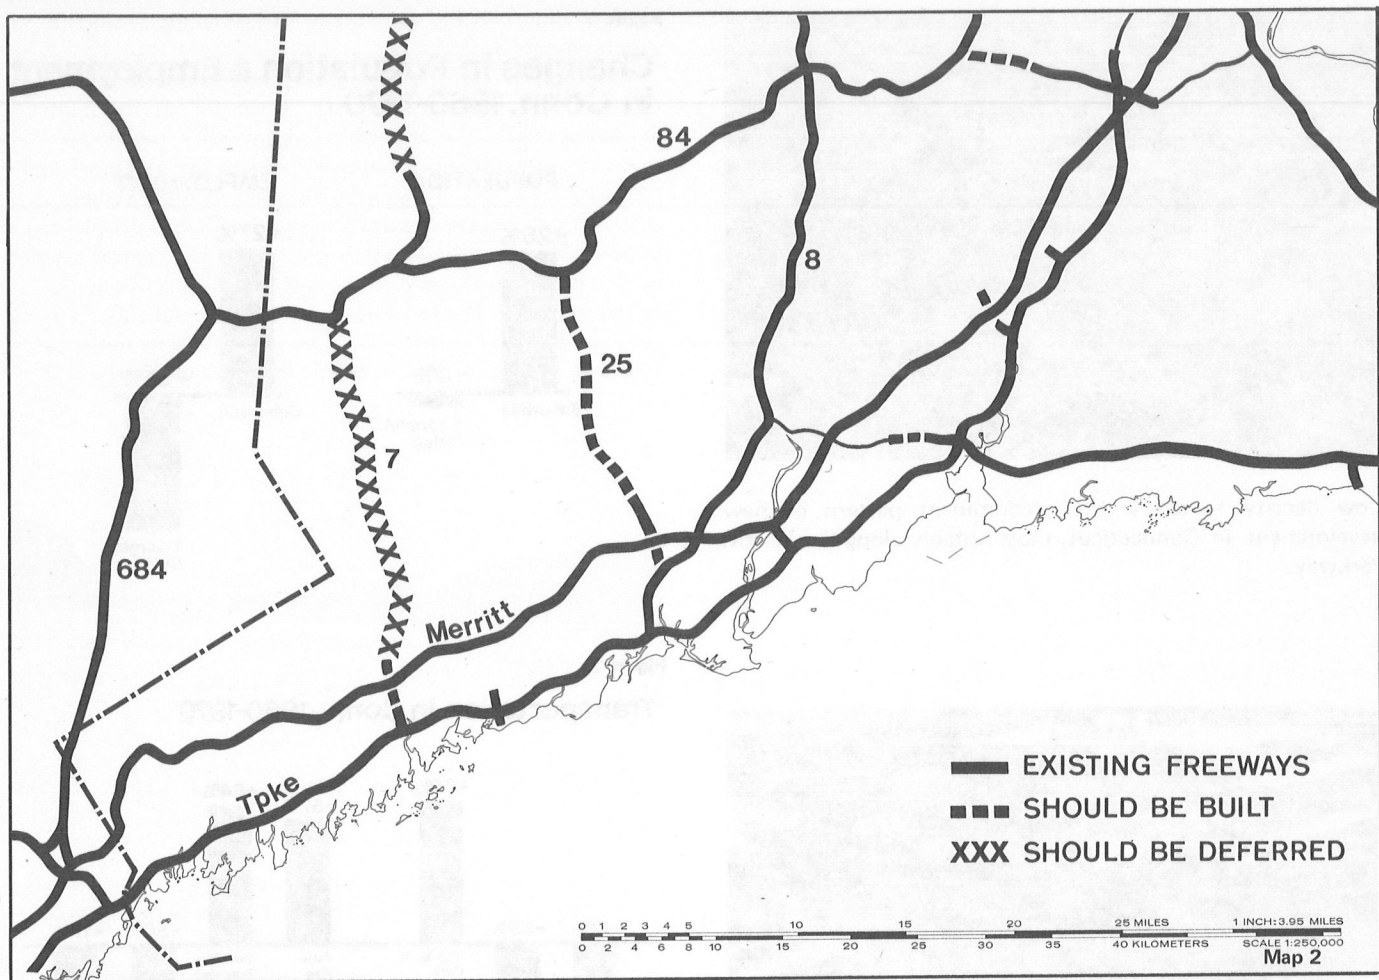 84
8
25
7
684
Merritt
Tpke
EXISTING FREEWAYS
SHOULD BE BUILT
XXX SHOULD BE DEFERRED
0 1 2 3 4 5 10 15 20 25 MILES 1 INCH: 3.95 MILES
0 2 4 6 8 10 15 20 25 30 35 40 KILOMETERS SCALE 1:250,000
Map 2